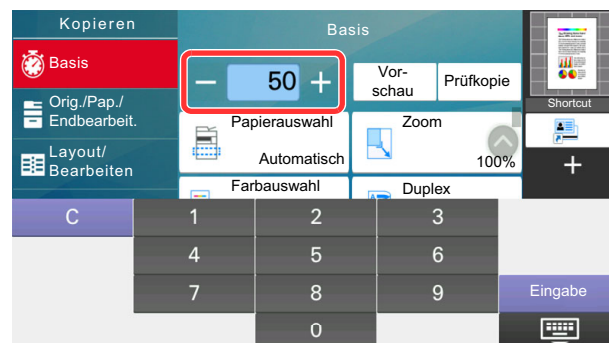 Kopieren
Basis
Basis
Orig./Pap./
Endbearbeit.
Layout/
Bearbeiten
−
50
+
Vor-
schau
Prüfkopie
Papierauswahl
Automatisch
Zoom
100%
Farbauswahl
Duplex
Shortcut
+
C
1
2
3
4
5
6
7
8
9
0
Eingabe